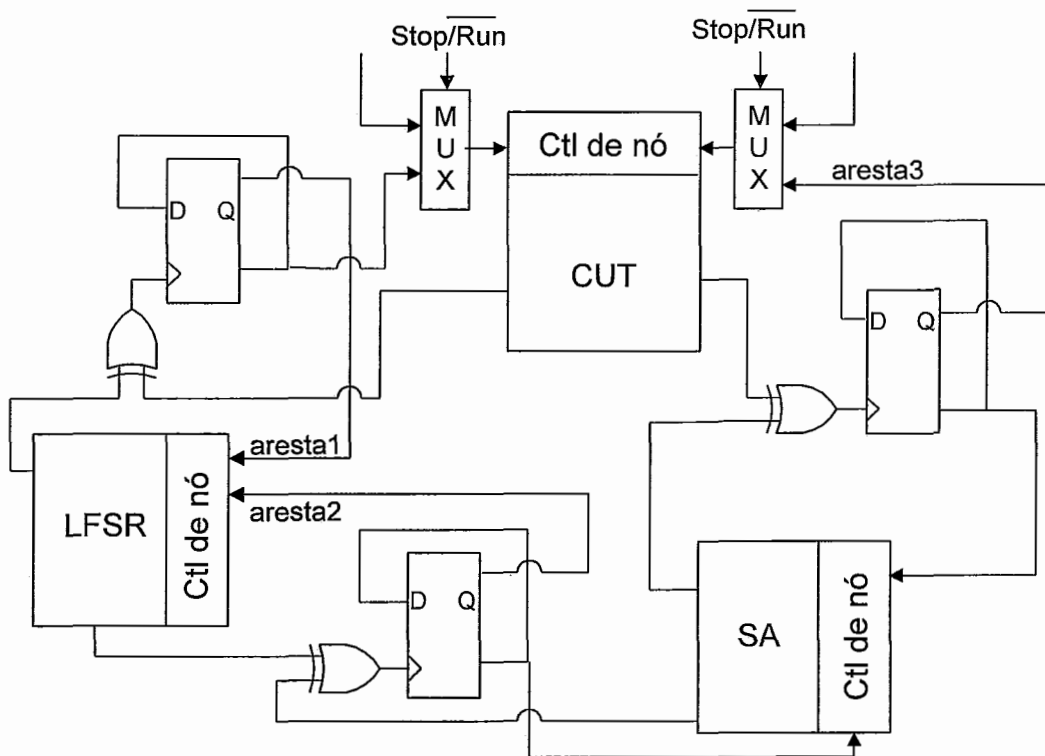 Stop/Run
Stop/Run
M
U
X
M
U
X
Ctl de nó
aresta3
D Q
CUT
D Q
aresta1
aresta2
LFSR
Ctl de nó
D Q
SA
Ctl de nó